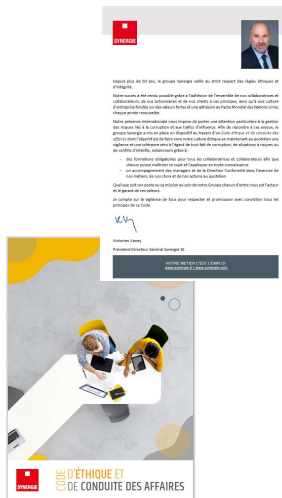 SYNERGIE
Depuis plus de 50 ans, le groupe Synergie veille au strict respect des règles éthiques et
d'intégrité.
Notre succès a été rendu possible grâce à l'adhésion de l'ensemble de nos collaboratrices et
collaborateurs, de nos actionnaires et de nos clients à ces principes, ainsi qu'à une culture
d'entreprise fondée sur des valeurs fortes et une adhésion au Pacte Mondial des Nations Unies
chaque année renouvelée.
Notre présence internationale nous impose de porter une attention particulière à la gestion
des risques liés à la corruption et aux trafics d'influence. Afin de répondre à ces enjeux, le
groupe Synergie a mis en place un dispositif au travers d'un Code éthique et de conduite des
affaires dont l'objectif est de faire vivre notre culture éthique en maintenant au quotidien une
vigilance et une tolérance zéro à l'égard de tout fait de corruption, de situations à risques ou
de conflits d'intérêts, notamment grâce à :
- des formations obligatoires pour tous les collaboratrices et collaborateurs afin que
chacun puisse maîtriser ce sujet et l'appliquer en toute connaissance
- un accompagnement des managers et de la Direction Conformité dans l'exercice de
nos métiers, de nos choix et de nos actions au quotidien
Quel que soit son poste ou sa mission au sein de notre Groupe chacun d'entre nous est l'acteur
et le garant de ces valeurs.
Je compte sur la vigilance de tous pour respecter et promouvoir avec conviction tous les
principes de ce Code.
Victorien Vaney
Président-Directeur Général Synergie SE
NOTRE METIER C'EST L'EMPLOI
www.synergie.fr I www.synergie.com
SYNERGIE
CODE D'ÉTHIQUE ET
DE CONDUITE DES AFFAIRES